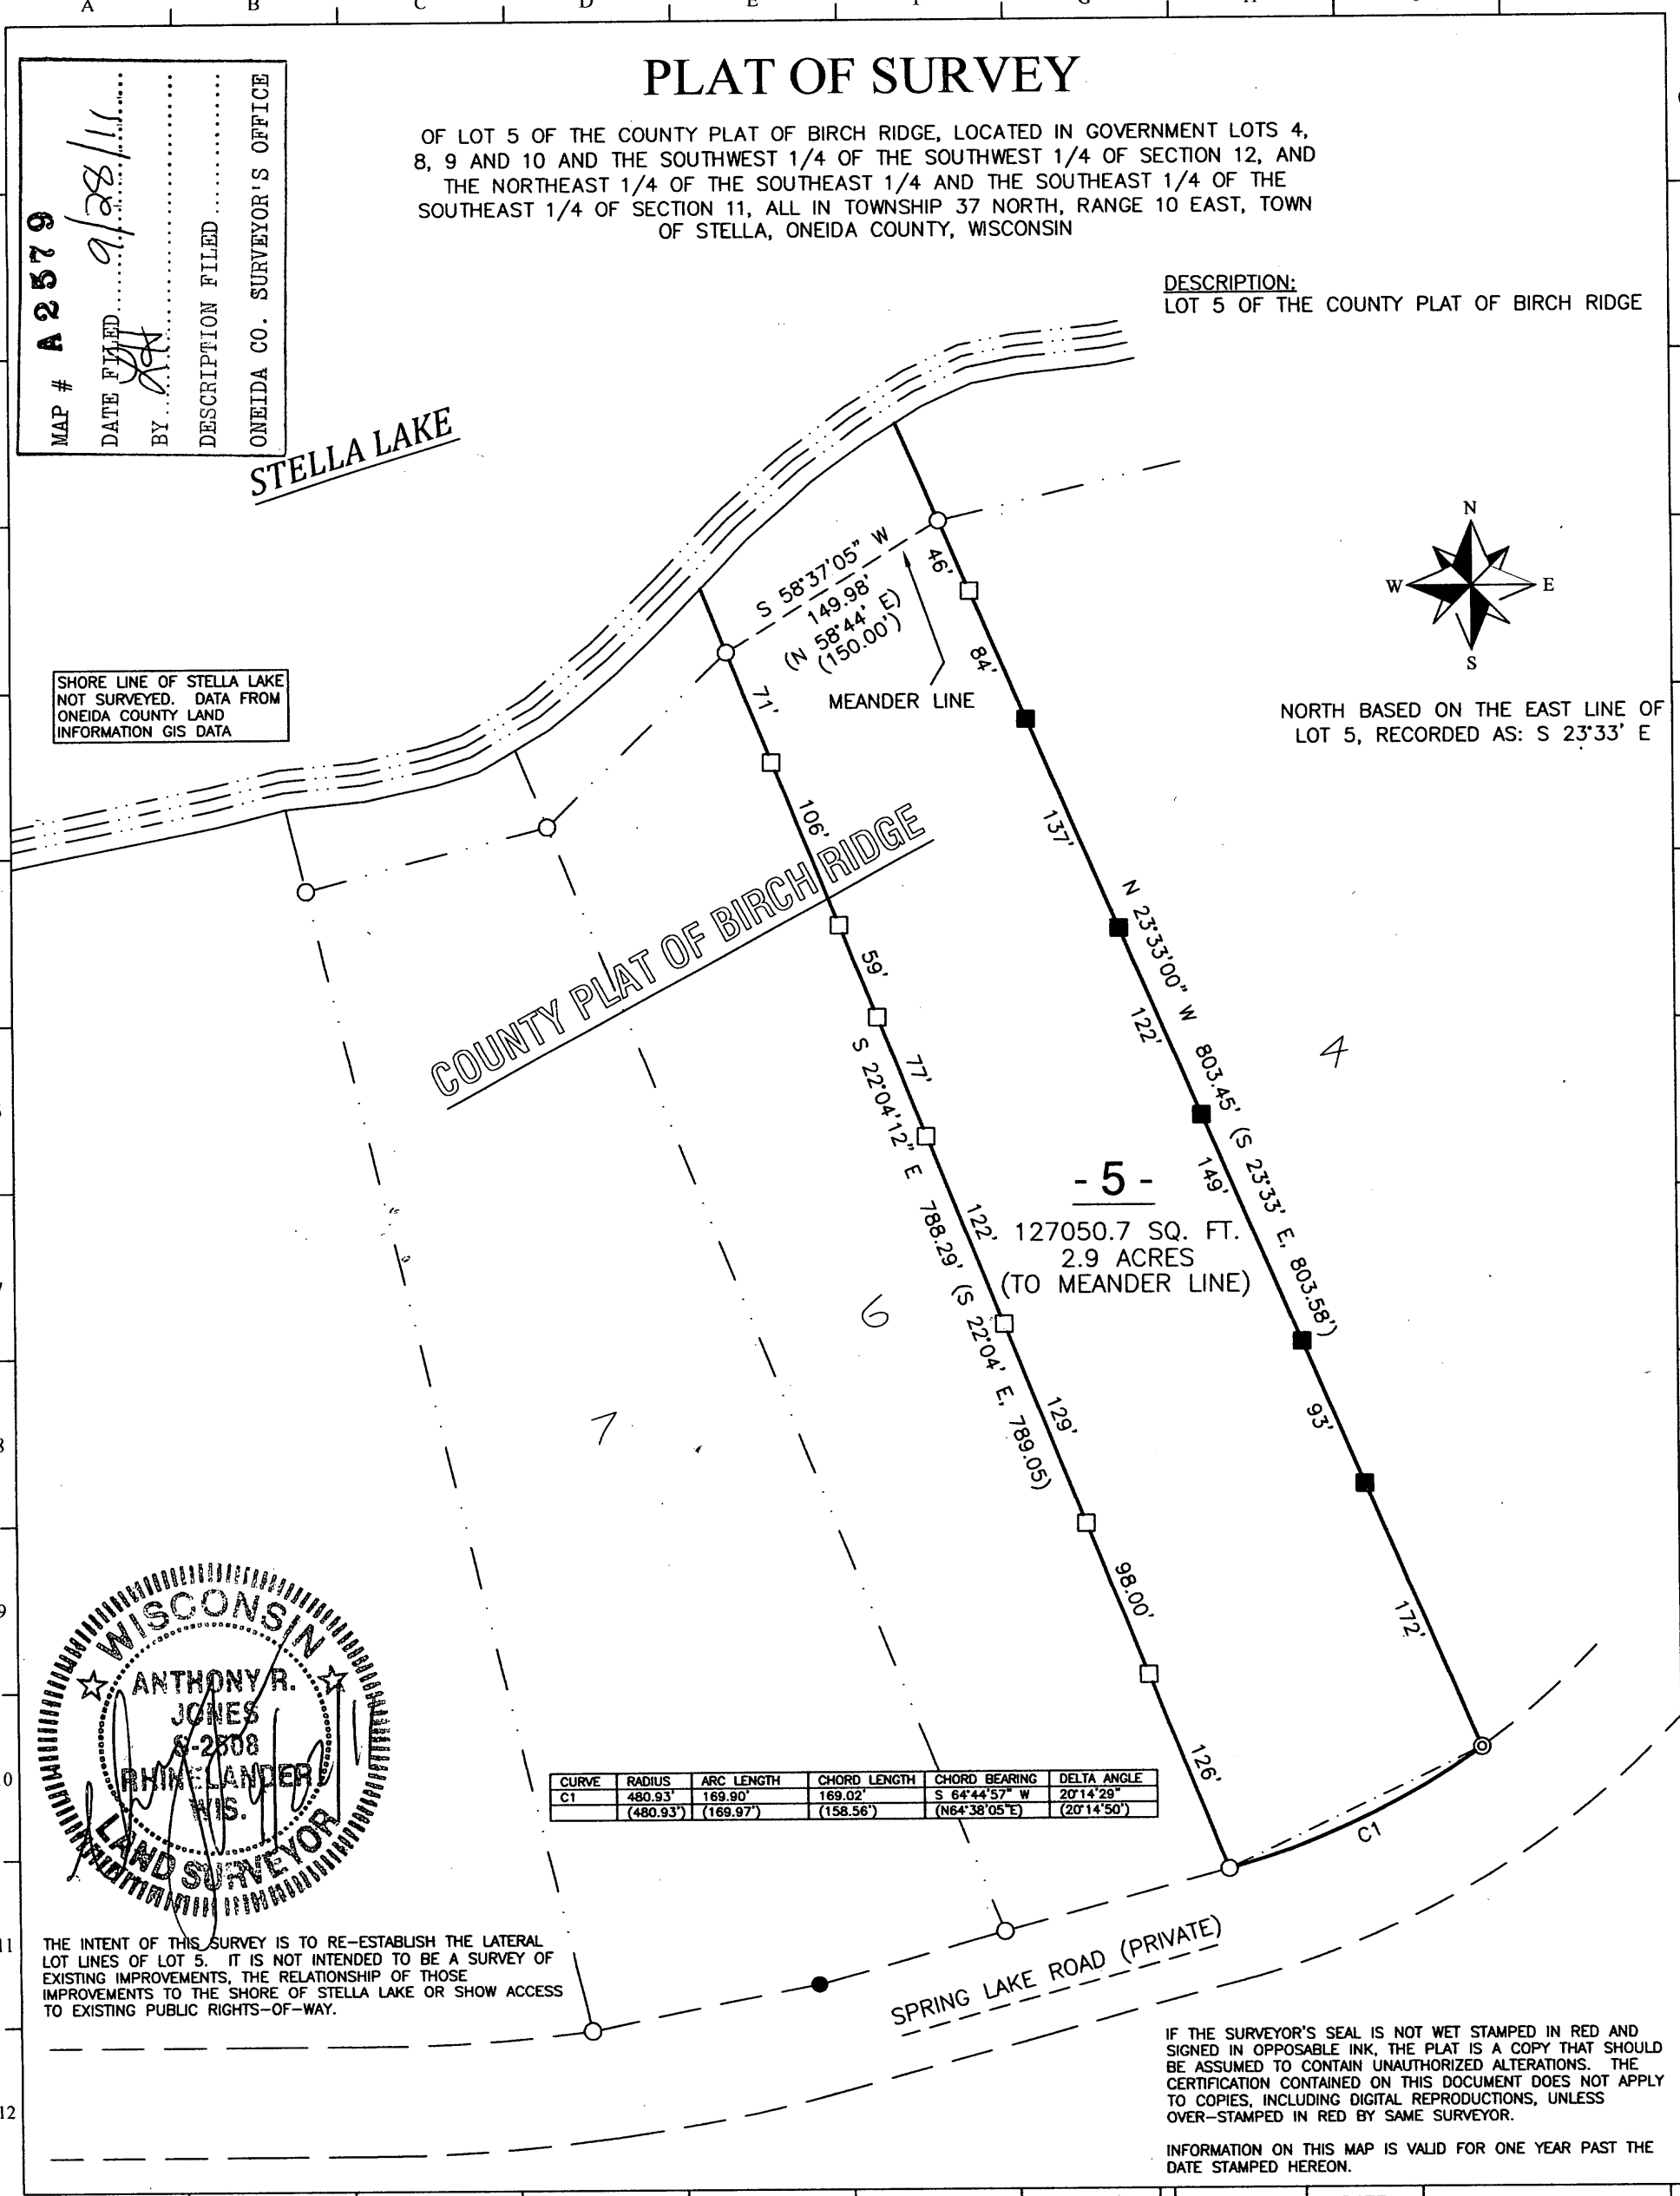 A B C D E F G H
PLAT OF SURVEY
OF LOT 5 OF THE COUNTY PLAT OF BIRCH RIDGE, LOCATED IN GOVERNMENT LOTS 4,
8, 9 AND 10 AND THE SOUTHWEST 1/4 OF THE SOUTHWEST 1/4 OF SECTION 12, AND
THE NORTHEAST 1/4 OF THE SOUTHEAST 1/4 AND THE SOUTHEAST 1/4 OF THE
SOUTHEAST 1/4 OF SECTION 11, ALL IN TOWNSHIP 37 NORTH, RANGE 10 EAST, TOWN
OF STELLA, ONEIDA COUNTY, WISCONSIN
MAP # A2579
DATE FILED 9/28/11
BY
DESCRIPTION FILED
ONEIDA CO. SURVEYOR'S OFFICE
DESCRIPTION:
LOT 5 OF THE COUNTY PLAT OF BIRCH RIDGE
STELLA LAKE
S 58°37'05" W
149.98'
(N 58°44' E)
(150.00')
MEANDER LINE
N
W E
S
NORTH BASED ON THE EAST LINE OF
LOT 5, RECORDED AS: S 23°33' E
SHORE LINE OF STELLA LAKE
NOT SURVEYED. DATA FROM
ONEIDA COUNTY LAND
INFORMATION GIS DATA
46'
84'
137'
122'
149'
93'
172'
N 23°33'00" W 803.45' (S 23°33' E, 803.58')
71'
106'
59'
77'
122'
129'
98.00'
126'
S 22°04'12" E 788.29' (S 22°04' E, 789.05)
COUNTY PLAT OF BIRCH RIDGE
4
- 5 -
127050.7 SQ. FT.
2.9 ACRES
(TO MEANDER LINE)
6
7
WISCONSIN
ANTHONY R.
JONES
S-2508
RHINELANDER
WIS.
LAND SURVEYOR
CURVE RADIUS ARC LENGTH CHORD LENGTH CHORD BEARING DELTA ANGLE
C1 480.93' 169.90' 169.02' S 64°44'57" W 20°14'29"
(480.93') (169.97') (158.56') (N64°38'05"E) (20°14'50')
C1
SPRING LAKE ROAD (PRIVATE)
THE INTENT OF THIS SURVEY IS TO RE-ESTABLISH THE LATERAL
LOT LINES OF LOT 5. IT IS NOT INTENDED TO BE A SURVEY OF
EXISTING IMPROVEMENTS, THE RELATIONSHIP OF THOSE
IMPROVEMENTS TO THE SHORE OF STELLA LAKE OR SHOW ACCESS
TO EXISTING PUBLIC RIGHTS-OF-WAY.
IF THE SURVEYOR'S SEAL IS NOT WET STAMPED IN RED AND
SIGNED IN OPPOSABLE INK, THE PLAT IS A COPY THAT SHOULD
BE ASSUMED TO CONTAIN UNAUTHORIZED ALTERATIONS. THE
CERTIFICATION CONTAINED ON THIS DOCUMENT DOES NOT APPLY
TO COPIES, INCLUDING DIGITAL REPRODUCTIONS, UNLESS
OVER-STAMPED IN RED BY SAME SURVEYOR.
INFORMATION ON THIS MAP IS VALID FOR ONE YEAR PAST THE
DATE STAMPED HEREON.
8
9
11
12